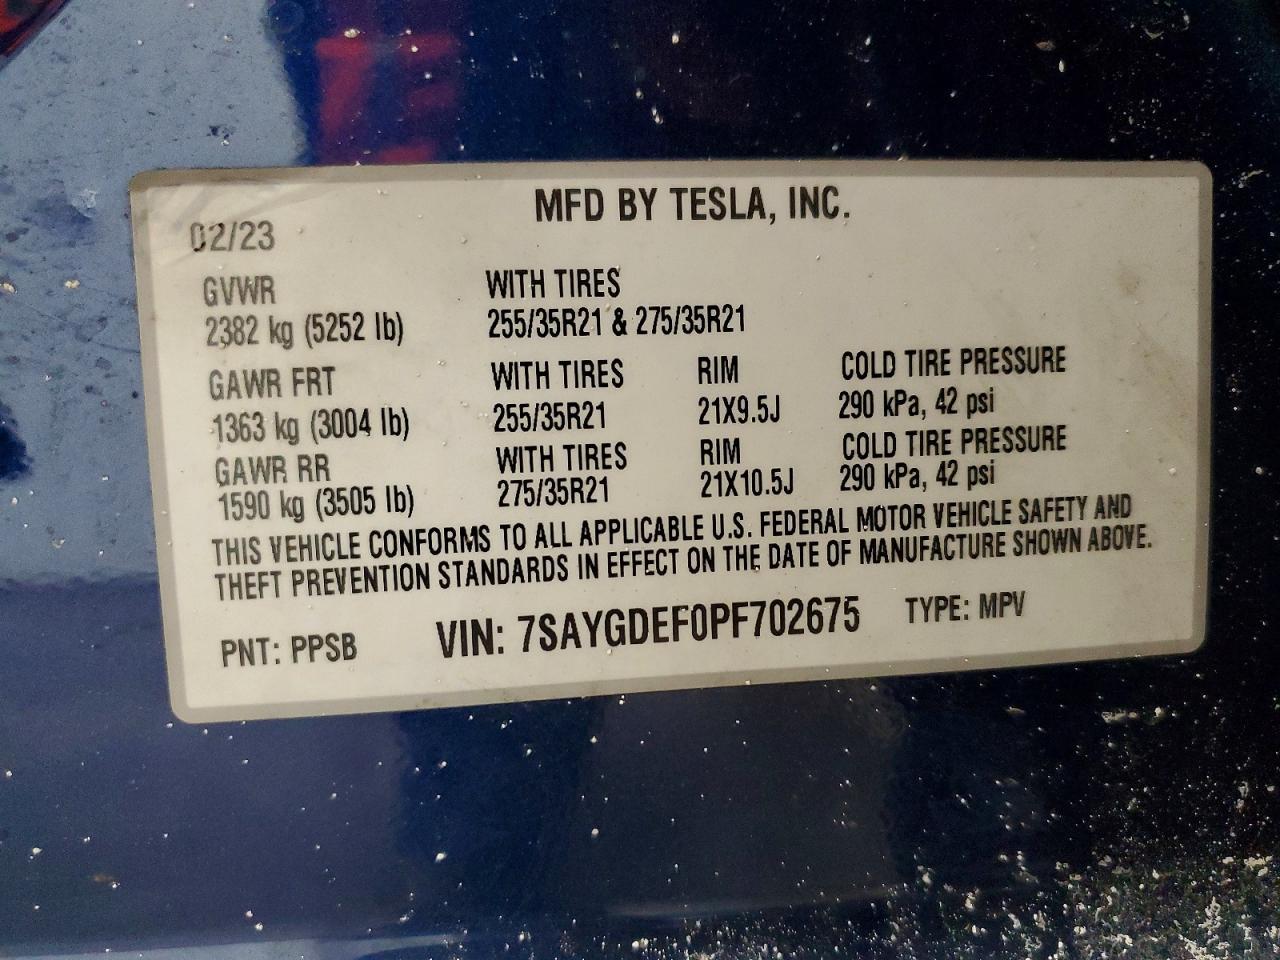 MFD BY TESLA, INC.
02/23
GVWR WITH TIRES
2382 kg (5252 lb) 255/35R21 & 275/35R21
GAWR FRT WITH TIRES RIM COLD TIRE PRESSURE
1363 kg (3004 lb) 255/35R21 21X9.5J 290 kPa, 42 psi
GAWR RR WITH TIRES RIM COLD TIRE PRESSURE
1590 kg (3505 lb) 275/35R21 21X10.5J 290 kPa, 42 psi
THIS VEHICLE CONFORMS TO ALL APPLICABLE U.S. FEDERAL MOTOR VEHICLE SAFETY AND
THEFT PREVENTION STANDARDS IN EFFECT ON THE DATE OF MANUFACTURE SHOWN ABOVE.
PNT: PPSB VIN: 7SAYGDEF0PF702675 TYPE: MPV